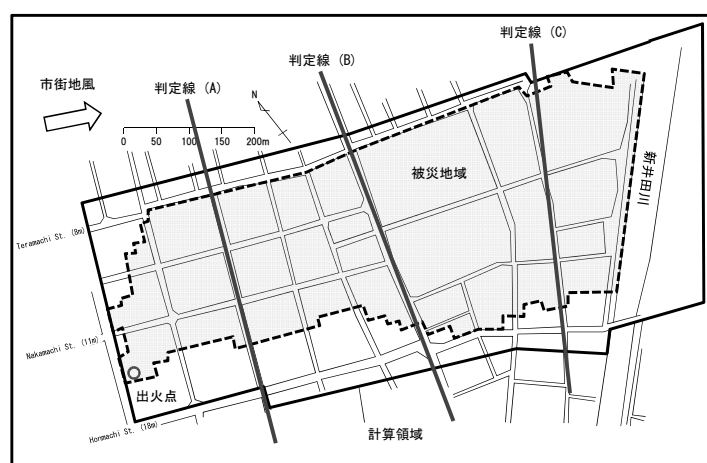 判定線 (C)
判定線 (B)
市街地風
判定線 (A)
N
0 50 100 150 200m
被災地域
新井田川
Teramachi St. (8m)
Nakamachi St. (11m)
出火点
Honmachi St. (18m)
計算領域